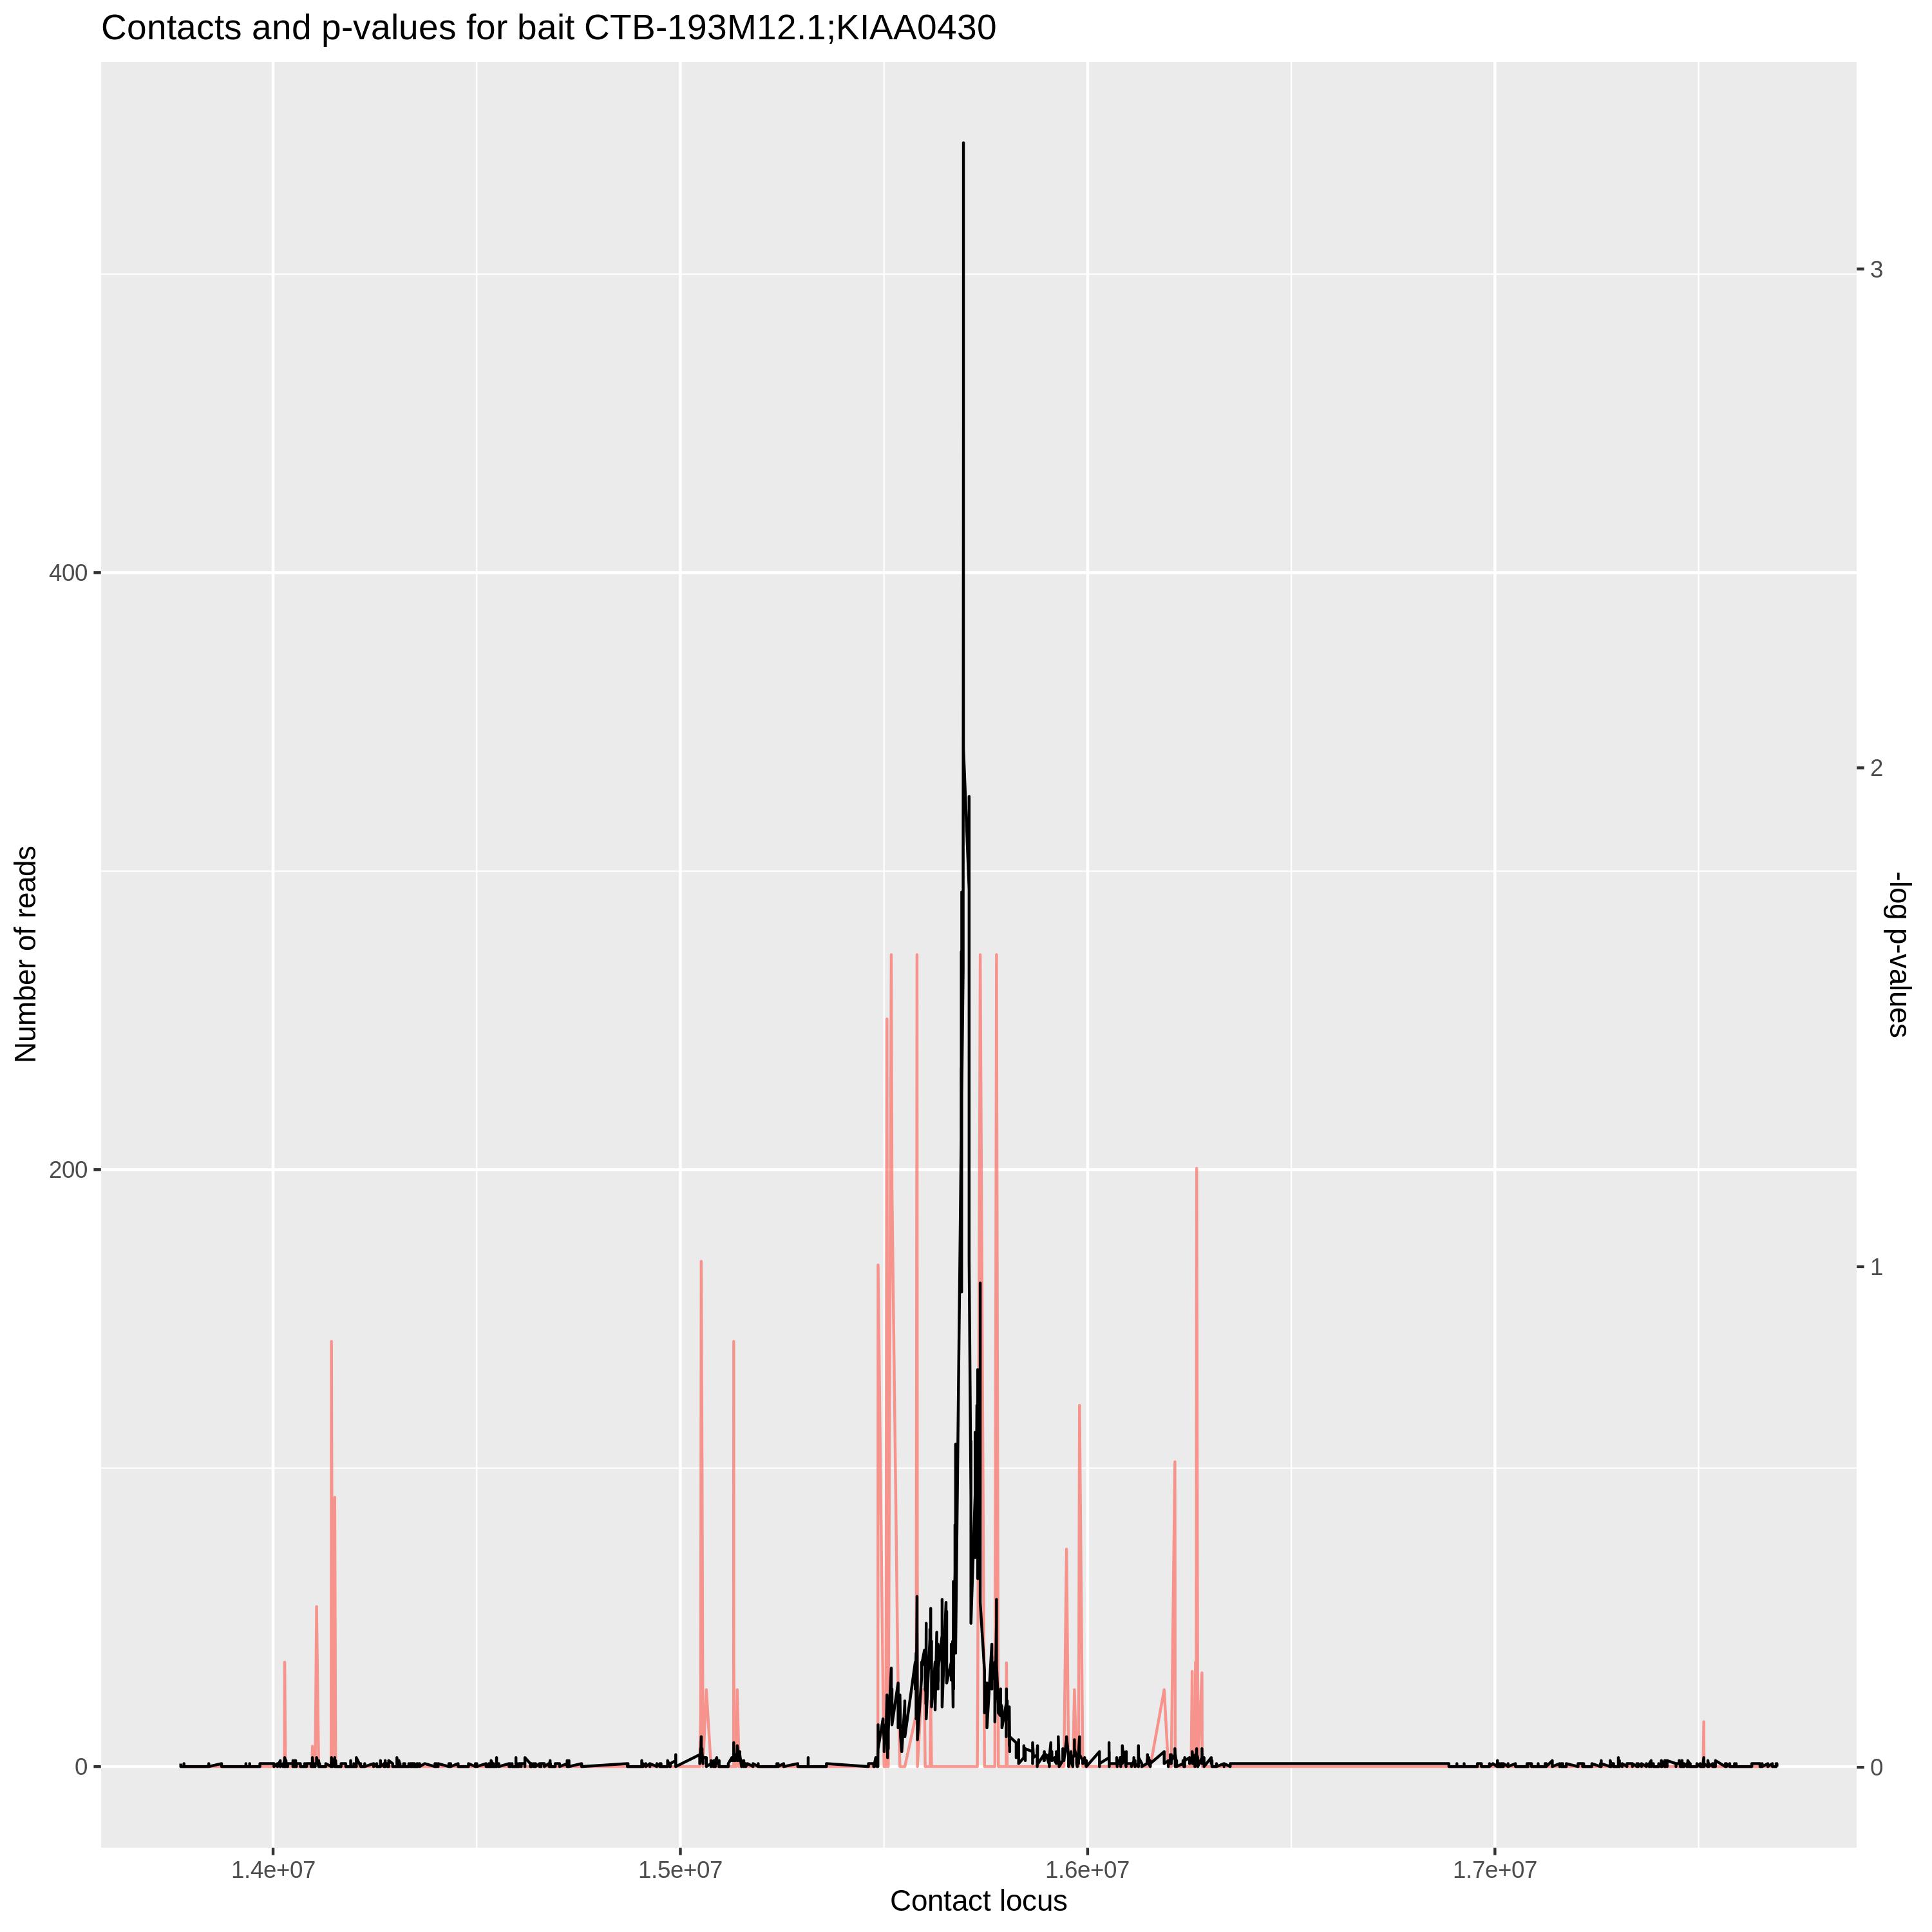 Contacts and p-values for bait CTB-193M12.1;KIAA0430
Number of reads
400
200
0
3
2
1
0
-log p-values
1.4e+07 1.5e+07 1.6e+07 1.7e+07
Contact locus